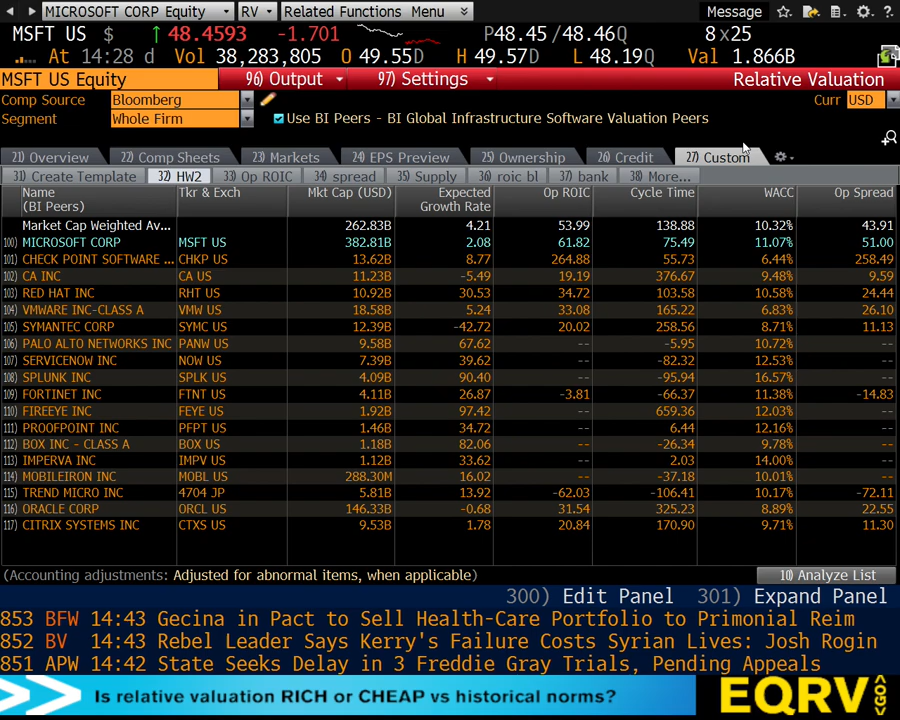 MICROSOFT CORP Equity RV Related Functions Menu Message
MSFT US $ ↑ 48.4593 -1.701 P48.45 / 48.46Q 8x25
At 14:28 d Vol 38,283,805 O 49.55D H 49.57D L 48.19Q Val 1.866B
MSFT US Equity 96) Output 97) Settings Relative Valuation
Comp Source Bloomberg Curr USD
Segment Whole Firm Use BI Peers - BI Global Infrastructure Software Valuation Peers
21) Overview 22) Comp Sheets 23) Markets 24) EPS Preview 25) Ownership 26) Credit 27) Custom
31) Create Template 32) HW2 33) Op ROIC 34) spread 35) Supply 36) roic bl 37) bank 38) More...
Name Tkr & Exch Mkt Cap (USD) Expected Op ROIC Cycle Time WACC Op Spread
(BI Peers) Growth Rate
Market Cap Weighted Av... 262.83B 4.21 53.99 138.88 10.32% 43.91
100) MICROSOFT CORP MSFT US 382.81B 2.08 61.82 75.49 11.07% 51.00
101) CHECK POINT SOFTWARE ... CHKP US 13.62B 8.77 264.88 55.73 6.44% 258.49
102) CA INC CA US 11.23B -5.49 19.19 376.67 9.48% 9.59
103) RED HAT INC RHT US 10.92B 30.53 34.72 103.58 10.58% 24.44
104) VMWARE INC-CLASS A VMW US 18.58B 5.24 33.08 165.22 6.83% 26.10
105) SYMANTEC CORP SYMC US 12.39B -42.72 20.02 258.56 8.71% 11.13
106) PALO ALTO NETWORKS INC PANW US 9.58B 67.62 -- -5.95 10.72% --
107) SERVICENOW INC NOW US 7.39B 39.62 -- -82.32 12.53% --
108) SPLUNK INC SPLK US 4.09B 90.40 -- -95.94 16.57% --
109) FORTINET INC FTNT US 4.11B 26.87 -3.81 -66.37 11.38% -14.83
110) FIREEYE INC FEYE US 1.92B 97.42 -- 659.36 12.03% --
111) PROOFPOINT INC PFPT US 1.46B 34.72 -- 6.44 12.16% --
112) BOX INC - CLASS A BOX US 1.18B 82.06 -- -26.34 9.78% --
113) IMPERVA INC IMPV US 1.12B 33.62 -- 2.03 14.00% --
114) MOBILEIRON INC MOBL US 288.30M 16.02 -- -37.18 10.01% --
115) TREND MICRO INC 4704 JP 5.81B 13.92 -62.03 -106.41 10.17% -72.11
116) ORACLE CORP ORCL US 146.33B -0.68 31.54 325.23 8.89% 22.55
117) CITRIX SYSTEMS INC CTXS US 9.53B 1.78 20.84 170.90 9.71% 11.30
(Accounting adjustments: Adjusted for abnormal items, when applicable) 10) Analyze List
300) Edit Panel 301) Expand Panel
853 BFW 14:43 Gecina in Pact to Sell Health-Care Portfolio to Primonial Reim
852 BV 14:43 Rebel Leader Says Kerry's Failure Costs Syrian Lives: Josh Rogin
851 APW 14:42 State Seeks Delay in 3 Freddie Gray Trials, Pending Appeals
Is relative valuation RICH or CHEAP vs historical norms? EQRV <GO>